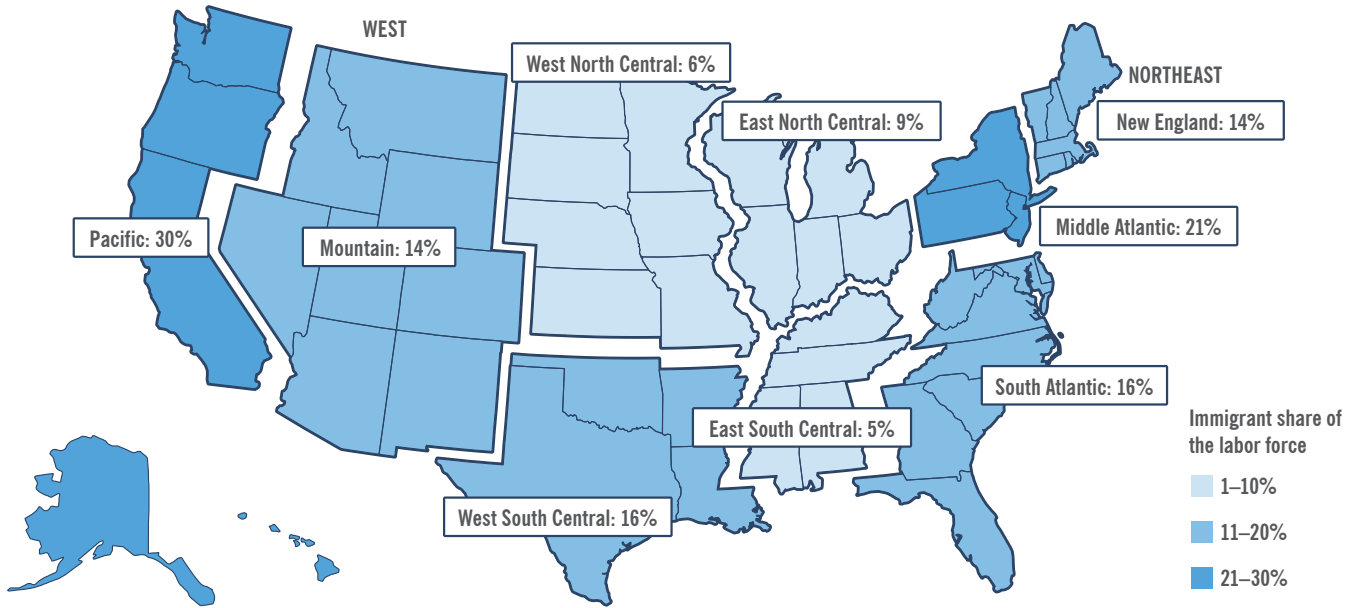 WEST
West North Central: 6%
NORTHEAST
East North Central: 9%
New England: 14%
Pacific: 30%
Mountain: 14%
Middle Atlantic: 21%
South Atlantic: 16%
East South Central: 5%
West South Central: 16%
Immigrant share of
the labor force
1–10%
11–20%
21–30%